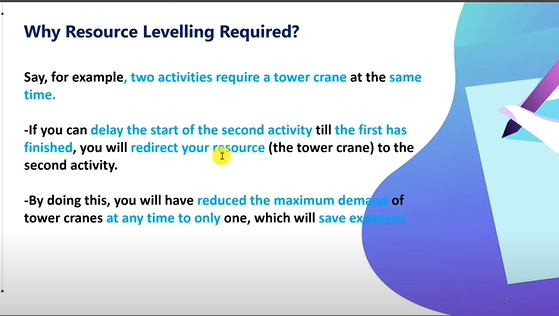 Why Resource Levelling Required?
Say, for example, two activities require a tower crane at the same
time.
-If you can delay the start of the second activity till the first has
finished, you will redirect your resource (the tower crane) to the
second activity.
-By doing this, you will have reduced the maximum demand of
tower cranes at any time to only one, which will save expenses